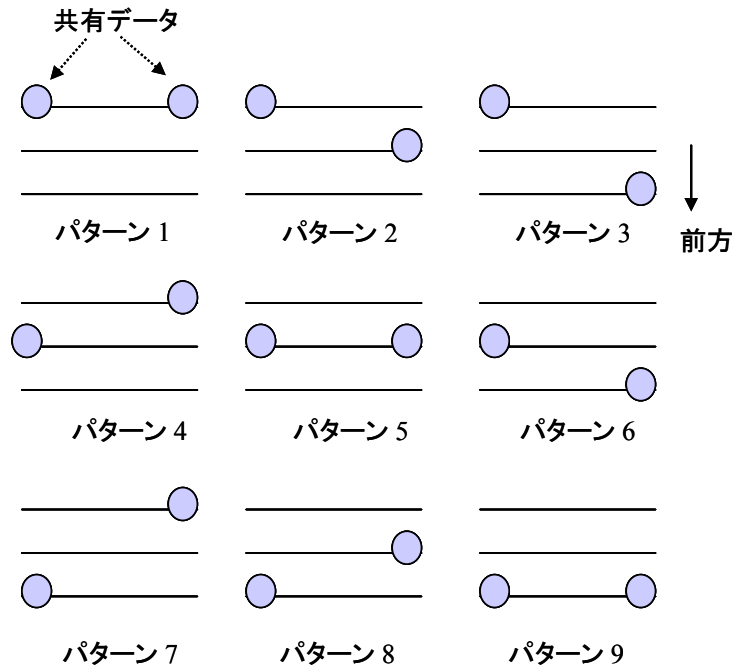 共有データ
パターン 1
パターン 2
パターン 3
前方
パターン 4
パターン 5
パターン 6
パターン 7
パターン 8
パターン 9